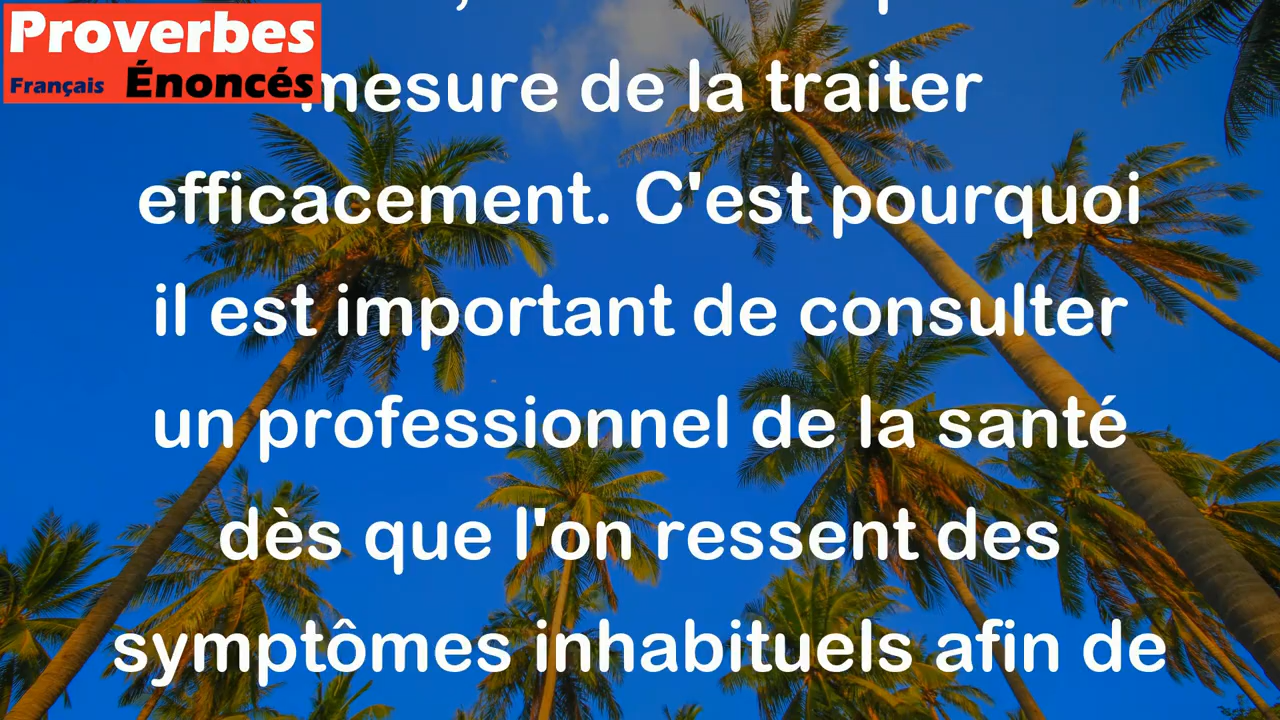 Proverbes
Français Énoncés
mesure de la traiter
efficacement. C'est pourquoi
il est important de consulter
un professionnel de la santé
dès que l'on ressent des
symptômes inhabituels afin de